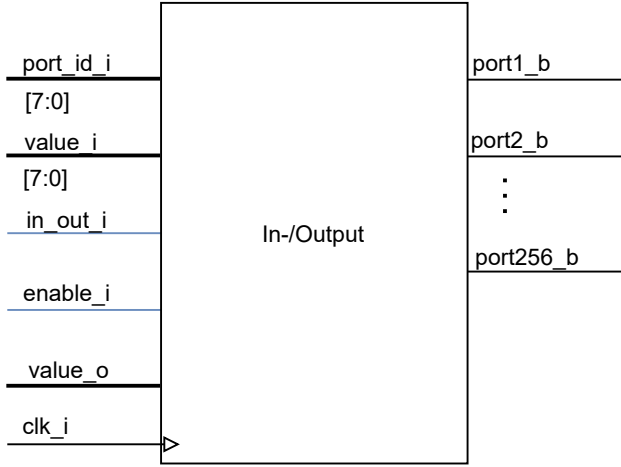 port_id_i
[7:0]
value_i
[7:0]
in_out_i
enable_i
value_o
clk_i
In-/Output
port1_b
port2_b
port256_b